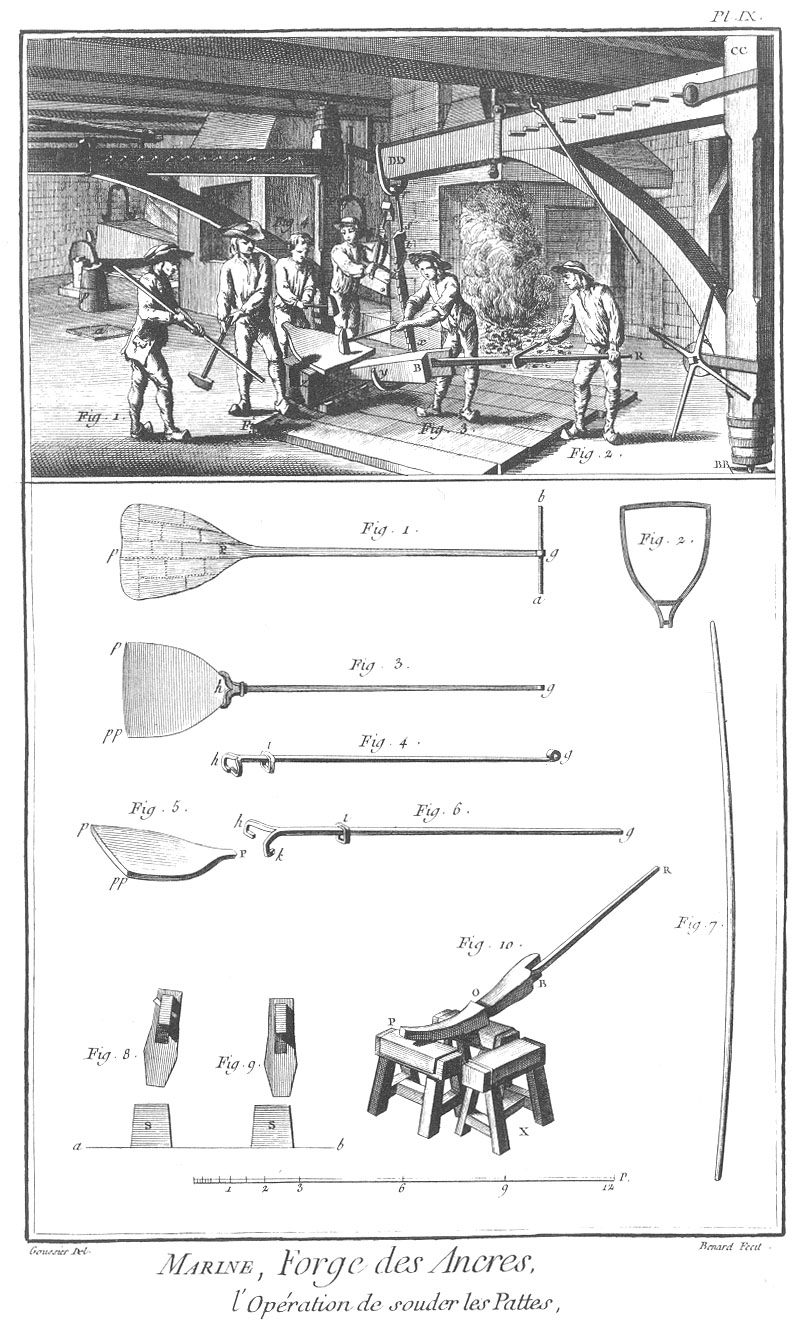 Pl. IX.
CC
DD
Fig. 4
Fig. 1.
F
Fig. 3.
Fig. 2.
P
y
B
R
BB
b
Fig. 1.
p
P
g
a
Fig. 2.
p
Fig. 3.
h
g
pp
Fig. 4.
h
i
g
Fig. 5.
Fig. 6.
p
P
h
i
k
g
pp
Fig. 7.
R
Fig. 10.
O
B
P
X
Fig. 8.
Fig. 9.
S
S
a
b
1 2 3 6 9 12 P.
Goussier Del.
Benard Fecit.
MARINE, Forge des Ancres,
l'Opération de souder les Pattes,